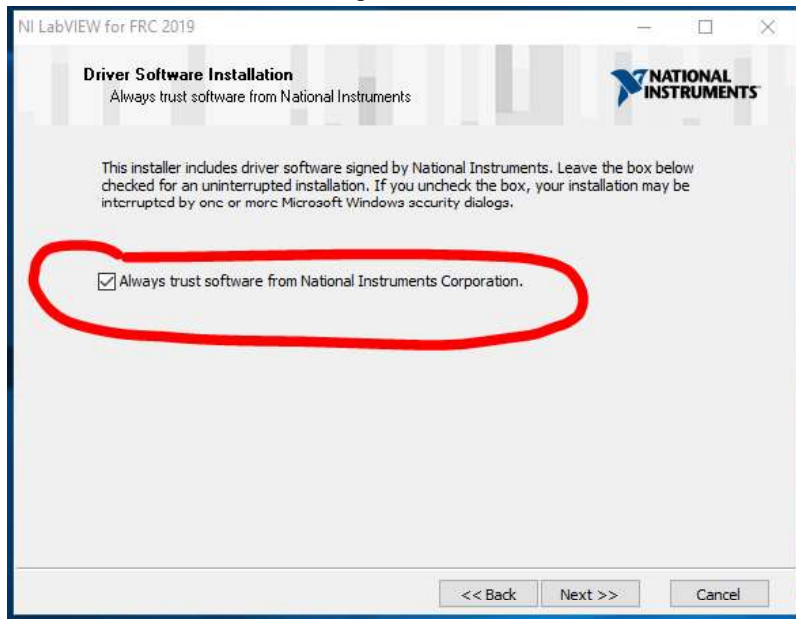 NI LabVIEW for FRC 2019
Driver Software Installation
Always trust software from National Instruments
NATIONAL
INSTRUMENTS
This installer includes driver software signed by National Instruments. Leave the box below
checked for an uninterrupted installation. If you uncheck the box, your installation may be
interrupted by one or more Microsoft Windows security dialogs.
Always trust software from National Instruments Corporation.
<< Back Next >> Cancel